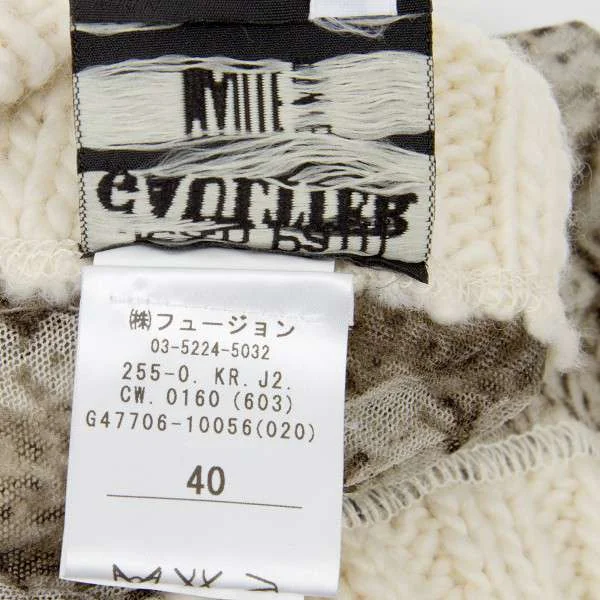 ㈱フュージョン
03-5224-5032
255-0. KR. J2.
CW. 0160 (603)
G47706-10056(020)
40